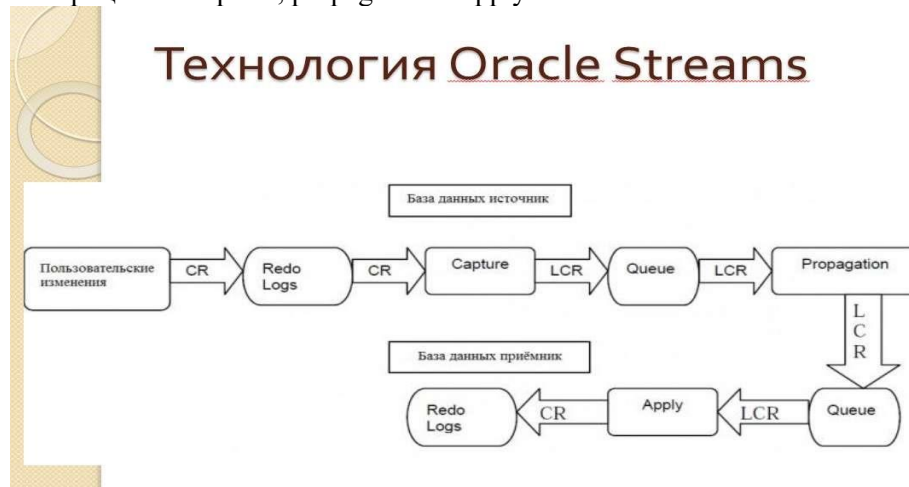 Технология Oracle Streams
База данных источник
Пользовательские
изменения
CR
Redo
Logs
CR
Capture
LCR
Queue
LCR
Propagation
L
C
R
База данных приёмник
Redo
Logs
CR
Apply
LCR
Queue